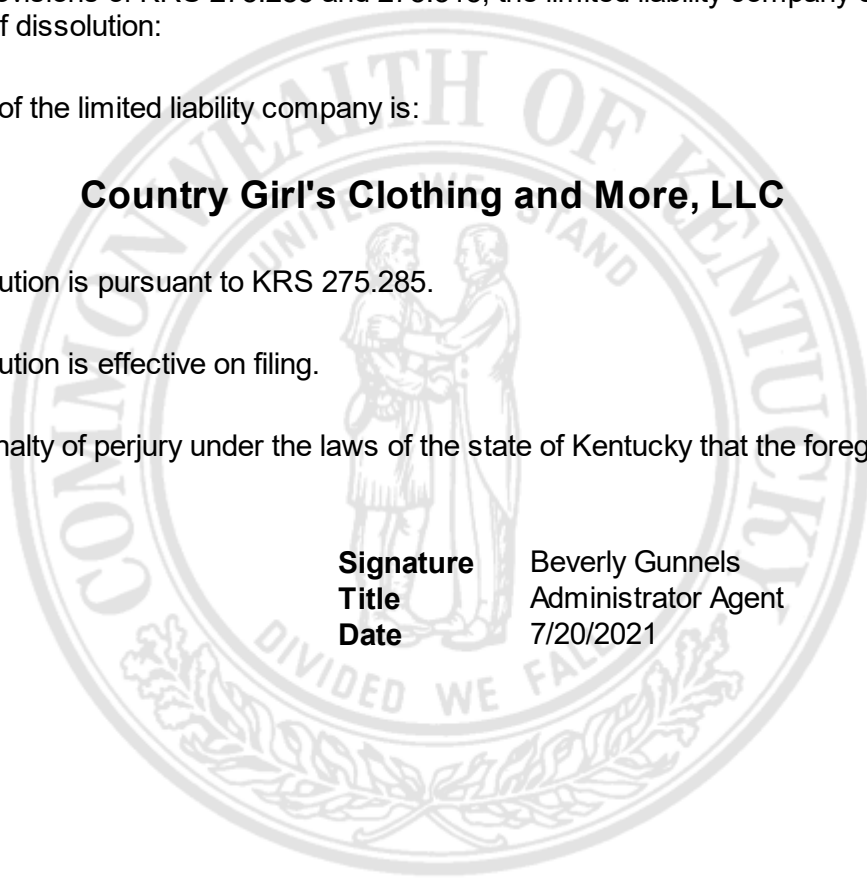 of dissolution:
of the limited liability company is:
Country Girl's Clothing and More, LLC
ution is pursuant to KRS 275.285.
ution is effective on filing.
nalty of perjury under the laws of the state of Kentucky that the foreg
Signature Beverly Gunnels
Title Administrator Agent
Date 7/20/2021
COMMONWEALTH OF KENTUCKY
UNITED WE STAND
DIVIDED WE FALL